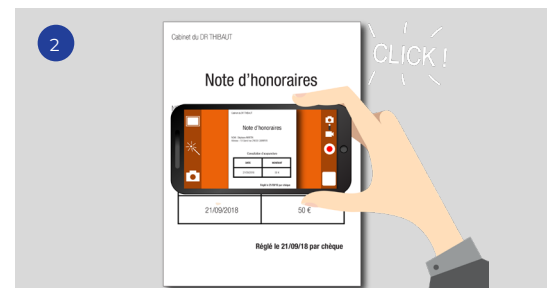 2
Cabinet du DR THIBAUT
CLICK !
Note d'honoraires
Note d'honoraires
21/09/2018 50 €
Réglé le 21/09/18 par chèque